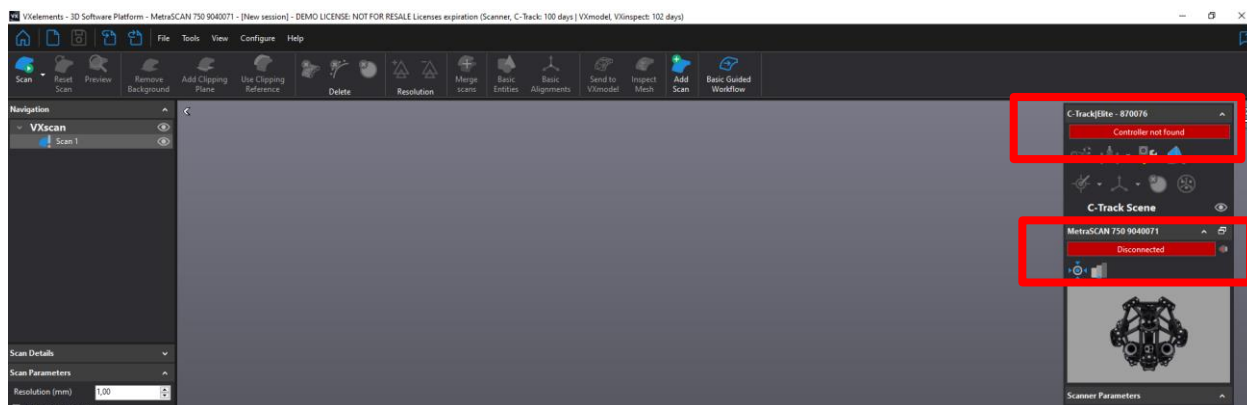 VX VXelements - 3D Software Platform - MetraSCAN 750 9040071 - [New session] - DEMO LICENSE: NOT FOR RESALE Licenses expiration (Scanner, C-Track: 100 days | VXmodel, VXinspect: 102 days)
File Tools View Configure Help
Scan
Reset Scan
Preview
Remove Background
Add Clipping Plane
Use Clipping Reference
Delete
Resolution
Merge scans
Basic Entities
Basic Alignments
Send to VXmodel
Inspect Mesh
Add Scan
Basic Guided Workflow
Navigation
VXscan
Scan 1
C-Track|Elite - 870076
Controller not found
C-Track Scene
MetraSCAN 750 9040071
Disconnected
Scan Details
Scan Parameters
Resolution (mm) 1,00
Scanner Parameters